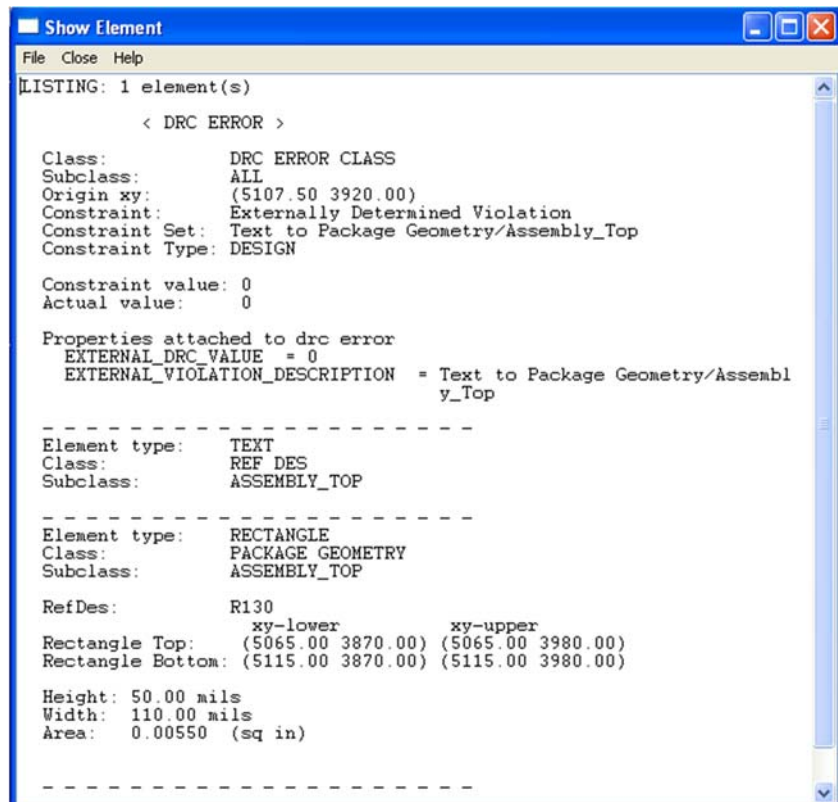 Show Element
File Close Help
LISTING: 1 element(s)
< DRC ERROR >
Class: DRC ERROR CLASS
Subclass: ALL
Origin xy: (5107.50 3920.00)
Constraint: Externally Determined Violation
Constraint Set: Text to Package Geometry/Assembly_Top
Constraint Type: DESIGN
Constraint value: 0
Actual value: 0
Properties attached to drc error
EXTERNAL_DRC_VALUE = 0
EXTERNAL_VIOLATION_DESCRIPTION = Text to Package Geometry/Assembl
y_Top
- - - - - - - - - - - - - - - - - - - -
Element type: TEXT
Class: REF DES
Subclass: ASSEMBLY_TOP
- - - - - - - - - - - - - - - - - - - -
Element type: RECTANGLE
Class: PACKAGE GEOMETRY
Subclass: ASSEMBLY_TOP
RefDes: R130
xy-lower xy-upper
Rectangle Top: (5065.00 3870.00) (5065.00 3980.00)
Rectangle Bottom: (5115.00 3870.00) (5115.00 3980.00)
Height: 50.00 mils
Width: 110.00 mils
Area: 0.00550 (sq in)
- - - - - - - - - - - - - - - - - - - -